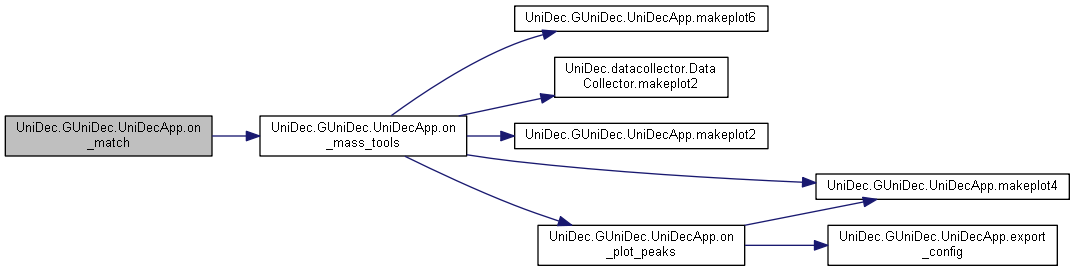 UniDec.GUniDec.UniDecApp.on
_match
UniDec.GUniDec.UniDecApp.on
_mass_tools
UniDec.GUniDec.UniDecApp.makeplot6
UniDec.datacollector.Data
Collector.makeplot2
UniDec.GUniDec.UniDecApp.makeplot2
UniDec.GUniDec.UniDecApp.on
_plot_peaks
UniDec.GUniDec.UniDecApp.makeplot4
UniDec.GUniDec.UniDecApp.export
_config